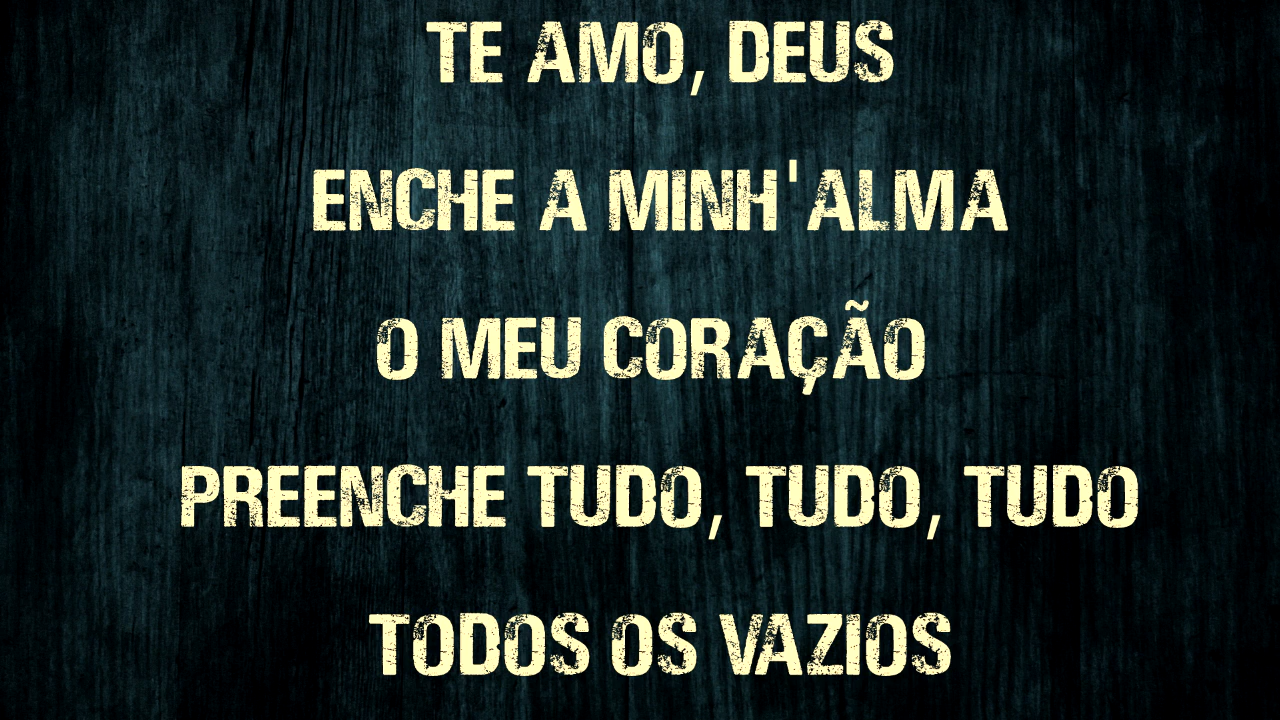 TE AMO, DEUS
ENCHE A MINH'ALMA
O MEU CORAÇÃO
PREENCHE TUDO, TUDO, TUDO
TODOS OS VAZIOS